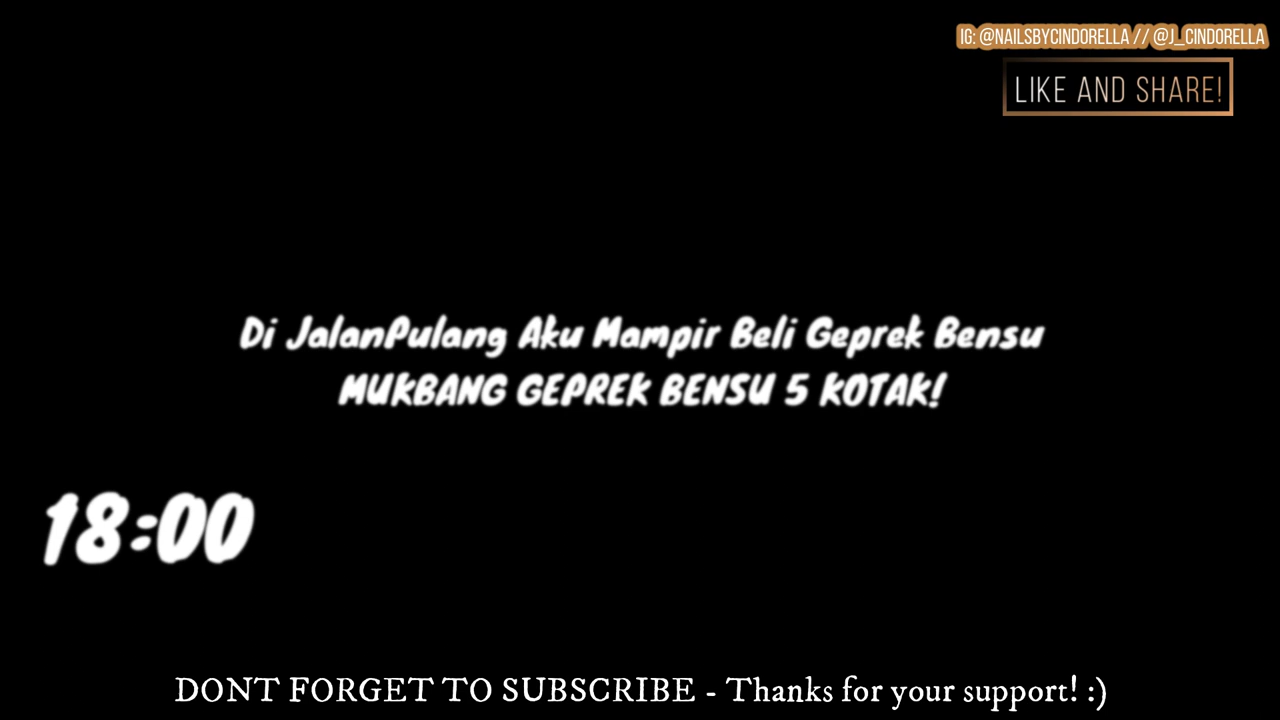 IG: @NAILSBYCINDORELLA // @J_CINDORELLA
LIKE AND SHARE!
Di JalanPulang Aku Mampir Beli Geprek Bensu
MUKBANG GEPREK BENSU 5 KOTAK!
18:00
DONT FORGET TO SUBSCRIBE - Thanks for your support! :)